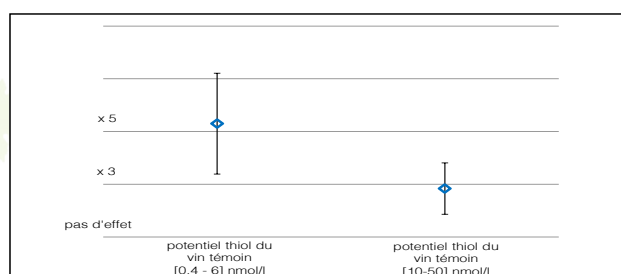 x 5
x 3
pas d'effet
potentiel thiol du
vin témoin
[0,4 - 6] nmol/l
potentiel thiol du
vin témoin
[10-50] nmol/l